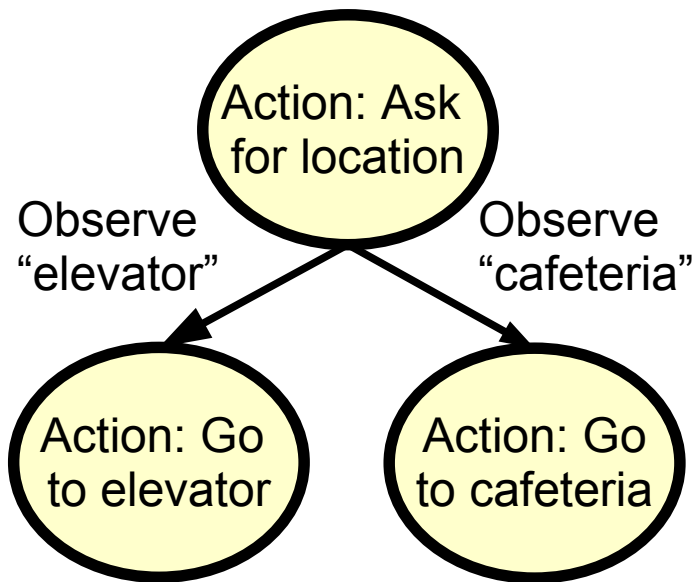 Action: Ask
for location
Observe
“elevator”
Observe
“cafeteria”
Action: Go
to elevator
Action: Go
to cafeteria